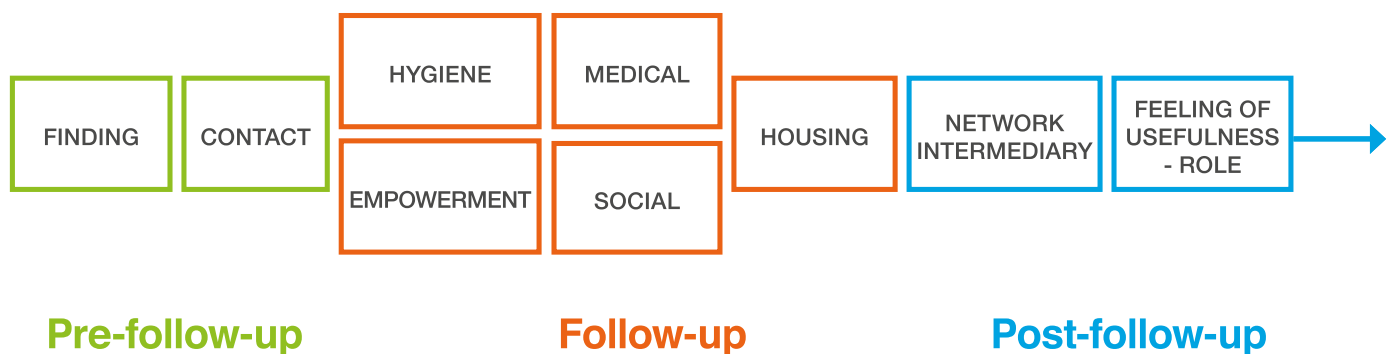 FINDING
CONTACT
HYGIENE
EMPOWERMENT
MEDICAL
SOCIAL
HOUSING
NETWORK
INTERMEDIARY
FEELING OF
USEFULNESS
- ROLE
Pre-follow-up
Follow-up
Post-follow-up